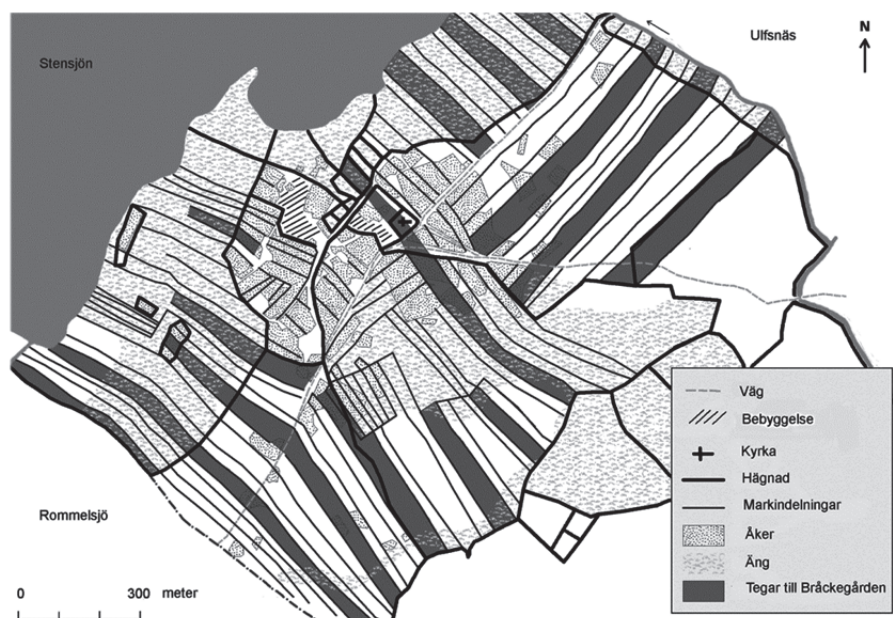 Stensjön
Ulfsnäs
N
Rommelsjö
0 300 meter
Väg
Bebyggelse
Kyrka
Hägnad
Markindelningar
Åker
Äng
Tegar till Bråckegården